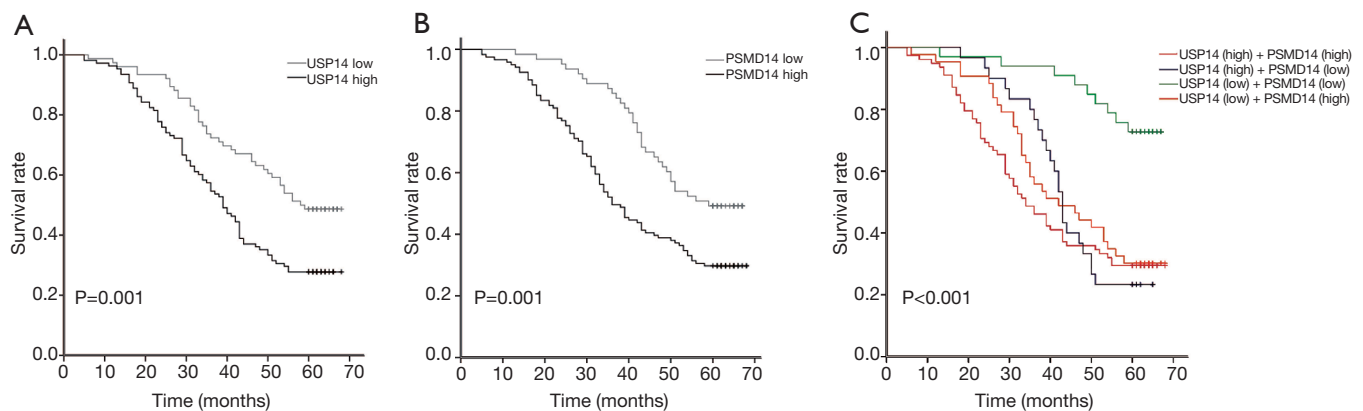 A
1.0
0.8
0.6
0.4
0.2
0.0
Survival rate
USP14 low
USP14 high
P=0.001
0 10 20 30 40 50 60 70
Time (months)
B
1.0
0.8
0.6
0.4
0.2
0.0
Survival rate
PSMD14 low
PSMD14 high
P=0.001
0 10 20 30 40 50 60 70
Time (months)
C
1.0
0.8
0.6
0.4
0.2
0.0
Survival rate
USP14 (high) + PSMD14 (high)
USP14 (high) + PSMD14 (low)
USP14 (low) + PSMD14 (low)
USP14 (low) + PSMD14 (high)
P<0.001
0 10 20 30 40 50 60 70
Time (months)